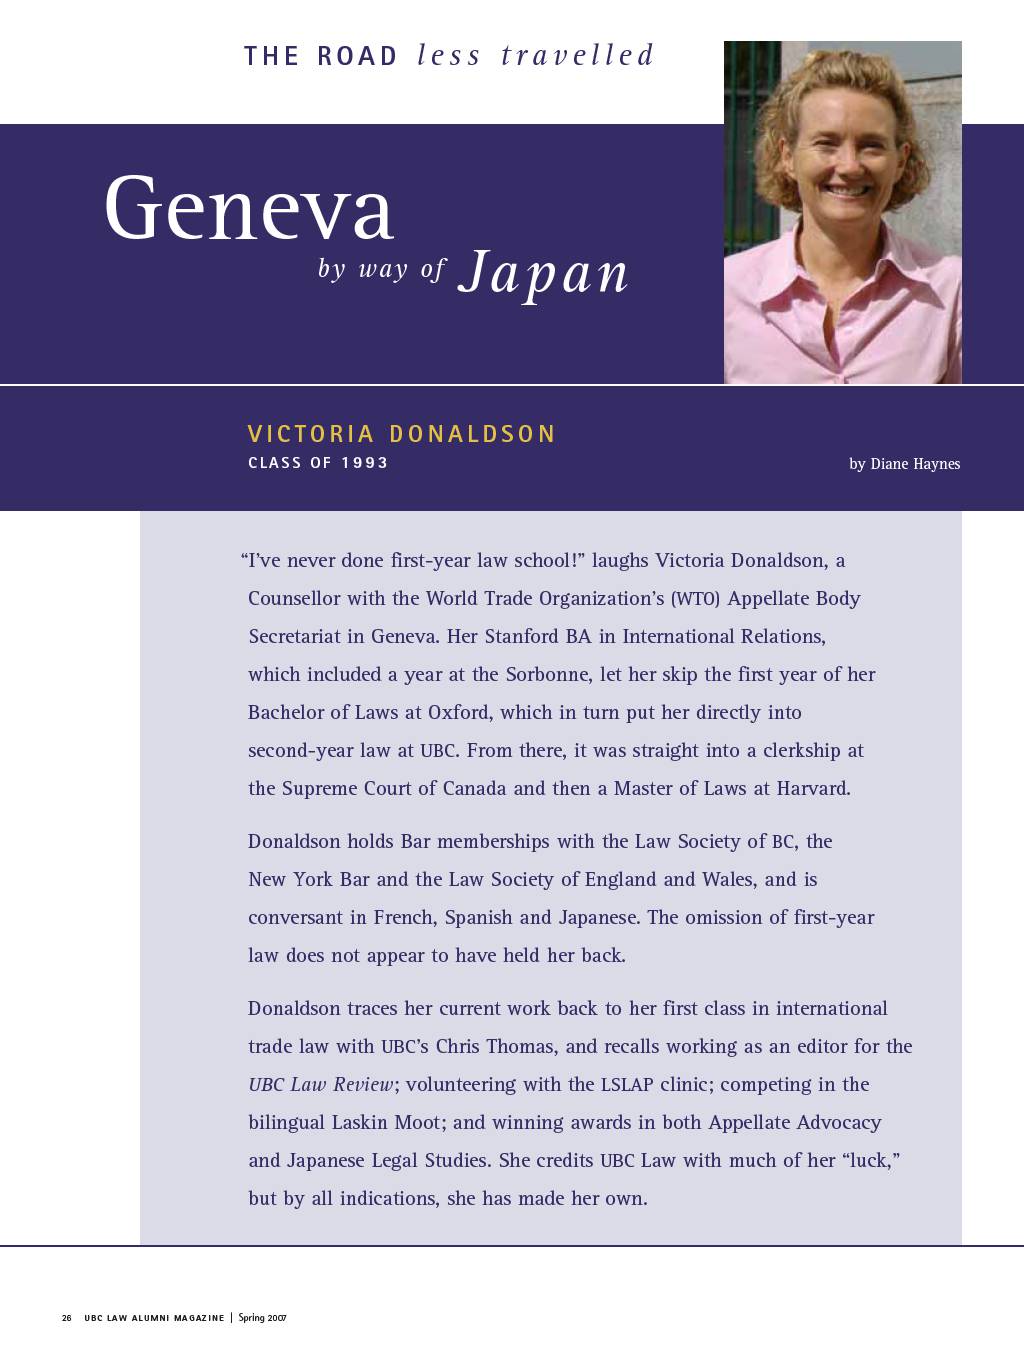 THE ROAD less travelled
Geneva
by way of Japan
VICTORIA DONALDSON
CLASS OF 1993
by Diane Haynes
“I’ve never done first-year law school!” laughs Victoria Donaldson, a
Counsellor with the World Trade Organization’s (WTO) Appellate Body
Secretariat in Geneva. Her Stanford BA in International Relations,
which included a year at the Sorbonne, let her skip the first year of her
Bachelor of Laws at Oxford, which in turn put her directly into
second-year law at UBC. From there, it was straight into a clerkship at
the Supreme Court of Canada and then a Master of Laws at Harvard.
Donaldson holds Bar memberships with the Law Society of BC, the
New York Bar and the Law Society of England and Wales, and is
conversant in French, Spanish and Japanese. The omission of first-year
law does not appear to have held her back.
Donaldson traces her current work back to her first class in international
trade law with UBC’s Chris Thomas, and recalls working as an editor for the
UBC Law Review; volunteering with the LSLAP clinic; competing in the
bilingual Laskin Moot; and winning awards in both Appellate Advocacy
and Japanese Legal Studies. She credits UBC Law with much of her “luck,”
but by all indications, she has made her own.
26 UBC LAW ALUMNI MAGAZINE | Spring 2007